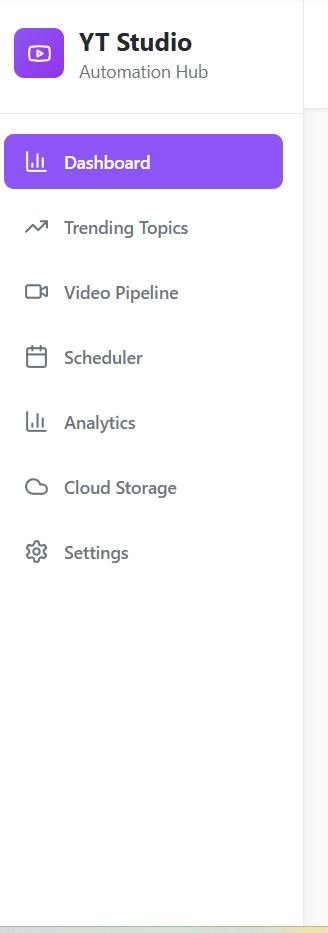 YT Studio
Automation Hub
Dashboard
Trending Topics
Video Pipeline
Scheduler
Analytics
Cloud Storage
Settings